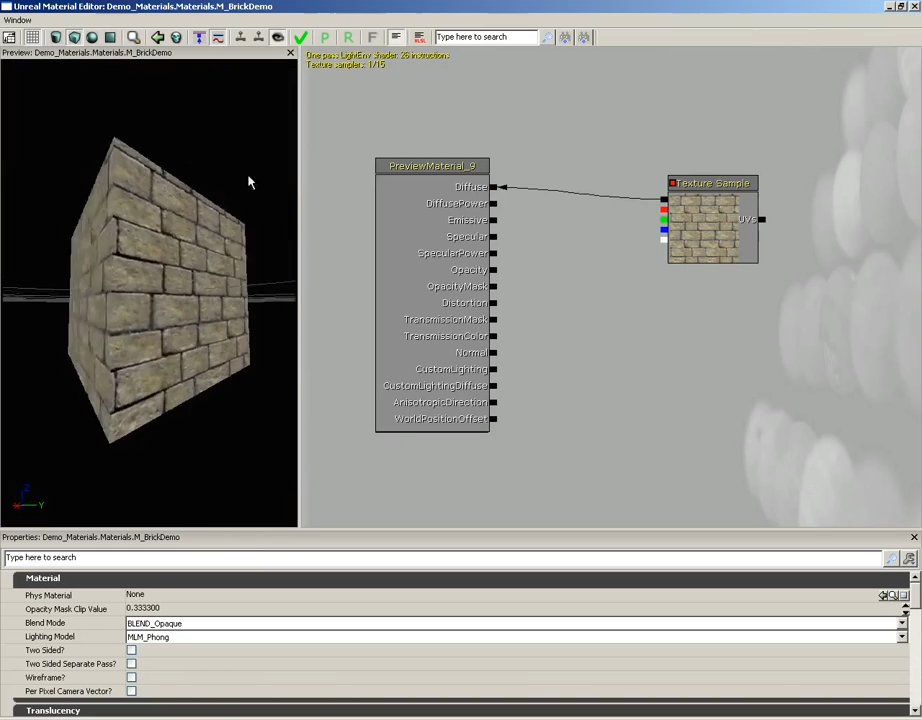 Unreal Material Editor: Demo_Materials.Materials.M_BrickDemo
Window
P R F HLSL Type here to search
Preview: Demo_Materials.Materials.M_BrickDemo
One pass LightEnv shader: 26 instructions
Texture samplers: 1/15
PreviewMaterial_9
Diffuse
DiffusePower
Emissive
Specular
SpecularPower
Opacity
OpacityMask
Distortion
TransmissionMask
TransmissionColor
Normal
CustomLighting
CustomLightingDiffuse
AnisotropicDirection
WorldPositionOffset
Texture Sample
UVs
Z
X Y
Properties: Demo_Materials.Materials.M_BrickDemo
Type here to search
Material
Phys Material None
Opacity Mask Clip Value 0.333300
Blend Mode BLEND_Opaque
Lighting Model MLM_Phong
Two Sided?
Two Sided Separate Pass?
Wireframe?
Per Pixel Camera Vector?
Translucency